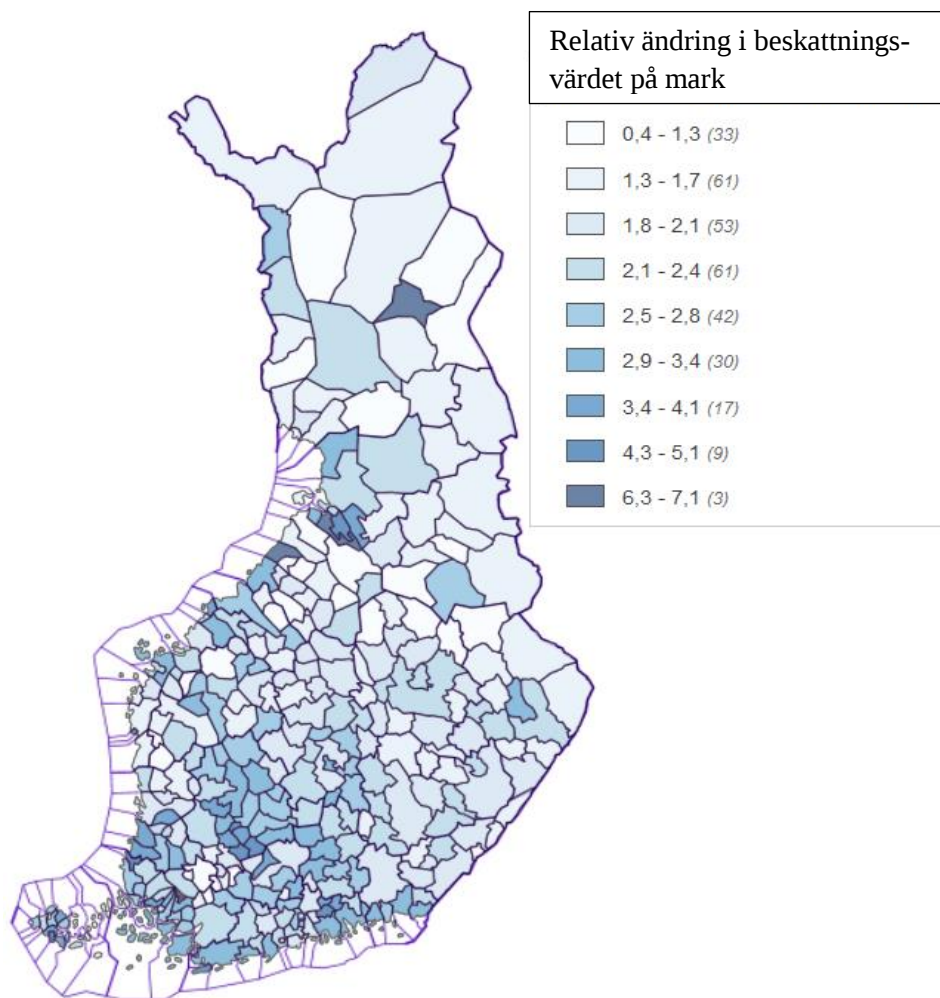 Relativ ändring i beskattnings-
värdet på mark
0,4 - 1,3 (33)
1,3 - 1,7 (61)
1,8 - 2,1 (53)
2,1 - 2,4 (61)
2,5 - 2,8 (42)
2,9 - 3,4 (30)
3,4 - 4,1 (17)
4,3 - 5,1 (9)
6,3 - 7,1 (3)